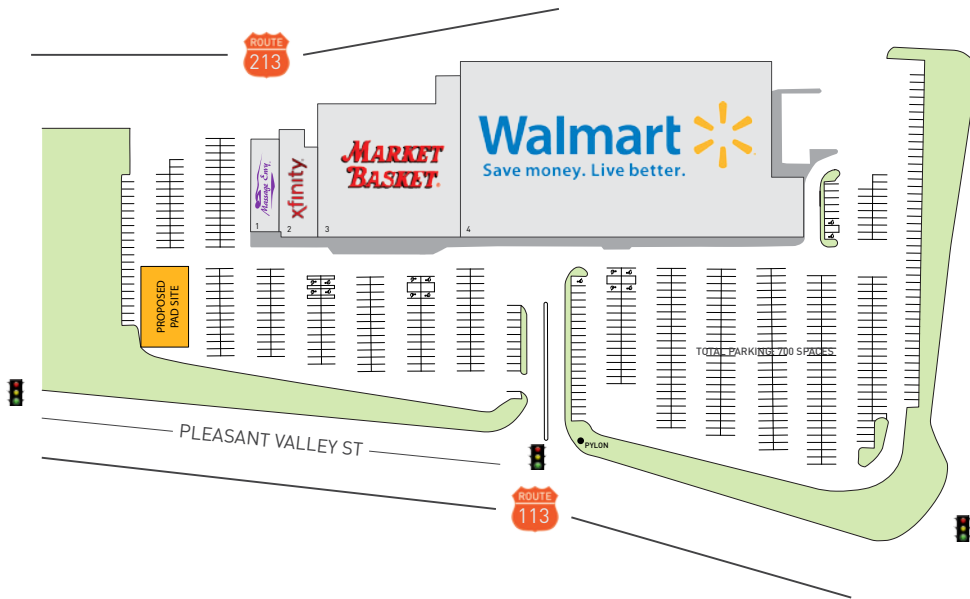 ROUTE
213
Walmart
Save money. Live better.
MARKET
BASKET.
xfinity
Massage Envy
1
2
3
4
PROPOSED
PAD SITE
TOTAL PARKING: 700 SPACES
PLEASANT VALLEY ST
PYLON
ROUTE
113